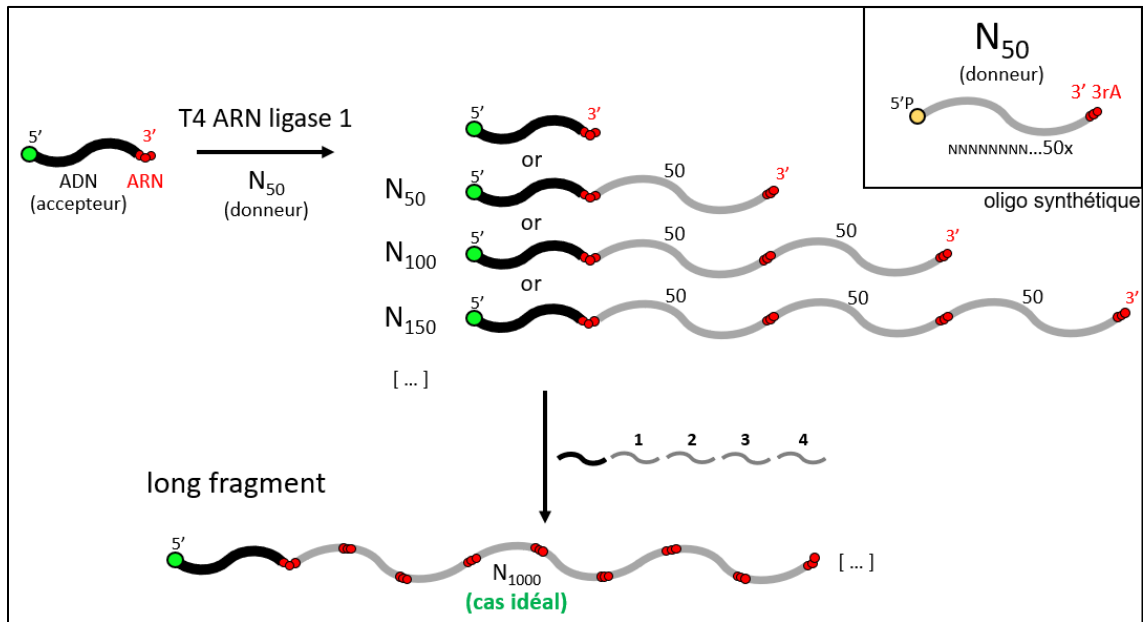 5’
3’
ADN
ARN
(accepteur)
T4 ARN ligase 1
N50
(donneur)
5’
3’
or
N50
5’
50
3’
or
N100
5’
50
50
3’
or
N150
5’
50
50
50
3’
[ ... ]
N50
(donneur)
5’P
3’ 3rA
NNNNNNNN...50x
oligo synthétique
1 2 3 4
long fragment
5’
N1000
(cas idéal)
[ ... ]